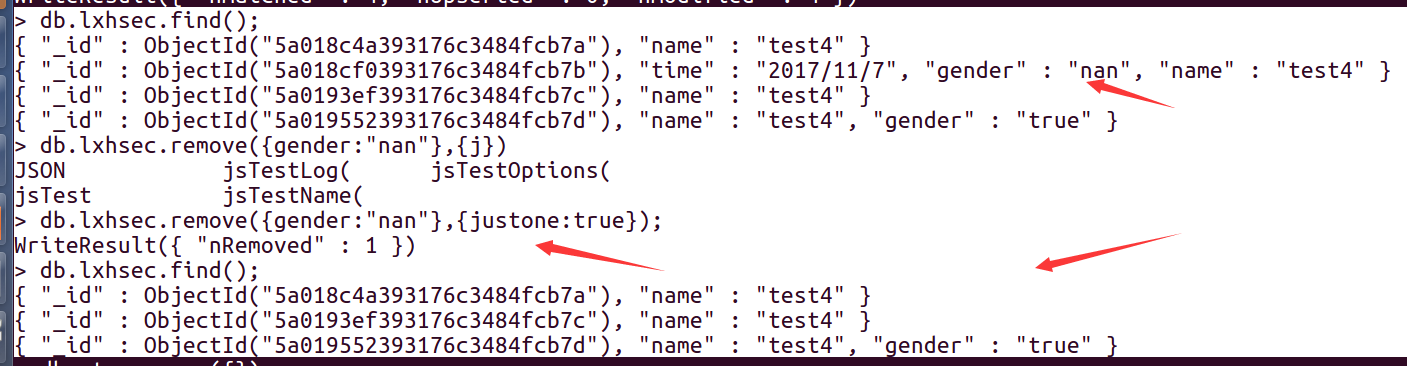 WriteResult({ "nMatched" : 4, "nUpserted" : 0, "nModified" : 4 })
> db.lxhsec.find();
{ "_id" : ObjectId("5a018c4a393176c3484fcb7a"), "name" : "test4" }
{ "_id" : ObjectId("5a018cf0393176c3484fcb7b"), "time" : "2017/11/7", "gender" : "nan", "name" : "test4" }
{ "_id" : ObjectId("5a0193ef393176c3484fcb7c"), "name" : "test4" }
{ "_id" : ObjectId("5a019552393176c3484fcb7d"), "name" : "test4", "gender" : "true" }
> db.lxhsec.remove({gender:"nan"},{j})
JSON jsTestLog( jsTestOptions(
jsTest jsTestName(
> db.lxhsec.remove({gender:"nan"},{justone:true});
WriteResult({ "nRemoved" : 1 })
> db.lxhsec.find();
{ "_id" : ObjectId("5a018c4a393176c3484fcb7a"), "name" : "test4" }
{ "_id" : ObjectId("5a0193ef393176c3484fcb7c"), "name" : "test4" }
{ "_id" : ObjectId("5a019552393176c3484fcb7d"), "name" : "test4", "gender" : "true" }